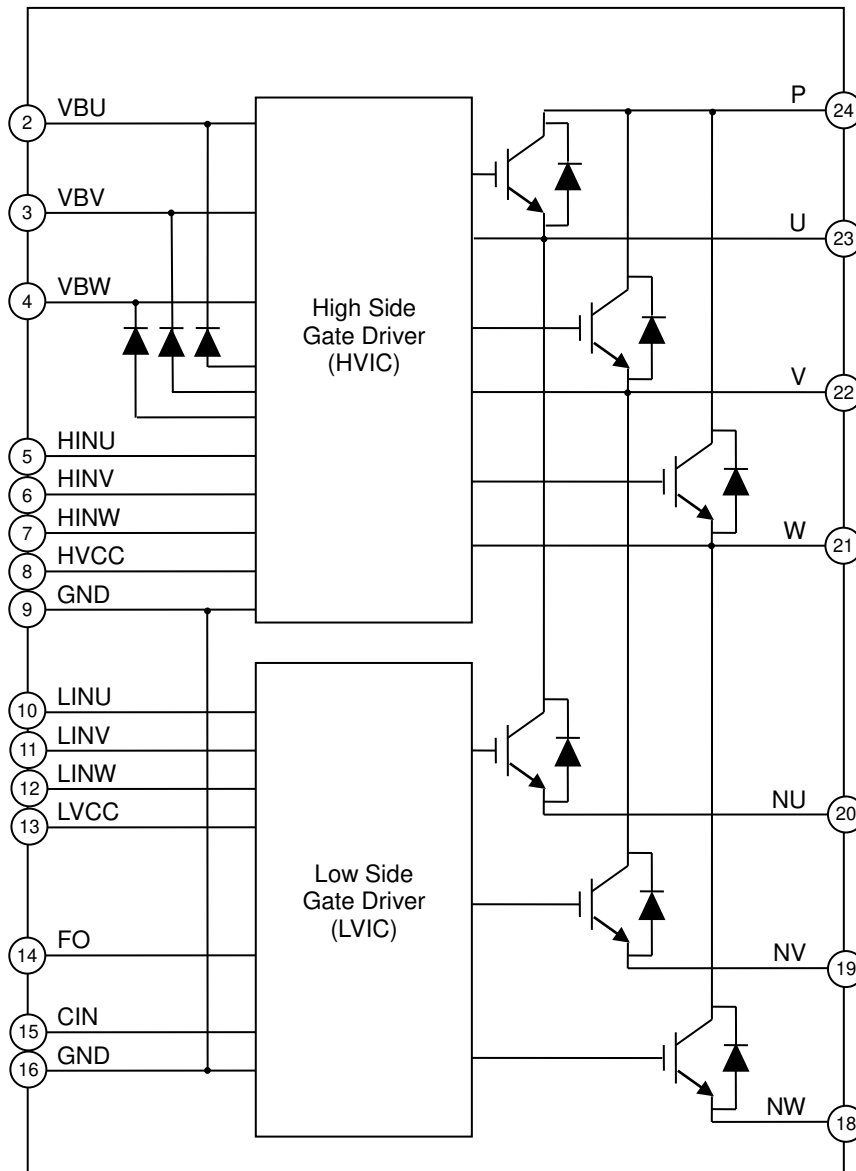 2 VBU
3 VBV
4 VBW
5 HINU
6 HINV
7 HINW
8 HVCC
9 GND
10 LINU
11 LINV
12 LINW
13 LVCC
14 FO
15 CIN
16 GND
High Side
Gate Driver
(HVIC)
Low Side
Gate Driver
(LVIC)
P 24
U 23
V 22
W 21
NU 20
NV 19
NW 18